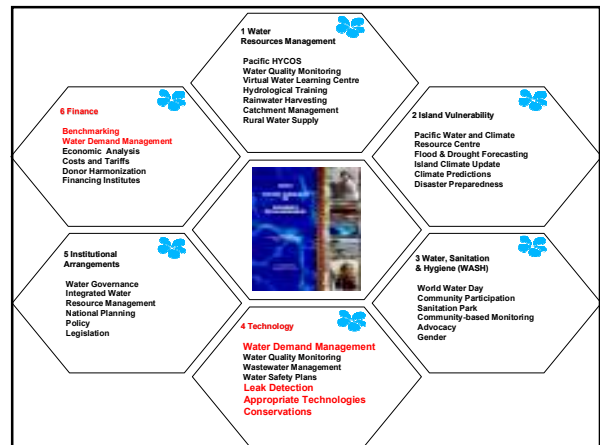 1 Water
Resources Management
Pacific HYCOS
Water Quality Monitoring
Virtual Water Learning Centre
Hydrological Training
Rainwater Harvesting
Catchment Management
Rural Water Supply
2 Island Vulnerability
Pacific Water and Climate
Resource Centre
Flood & Drought Forecasting
Island Climate Update
Climate Predictions
Disaster Preparedness
3 Water, Sanitation
& Hygiene (WASH)
World Water Day
Community Participation
Sanitation Park
Community-based Monitoring
Advocacy
Gender
4 Technology
Water Demand Management
Water Quality Monitoring
Wastewater Management
Water Safety Plans
Leak Detection
Appropriate Technologies
Conservations
5 Institutional
Arrangements
Water Governance
Integrated Water
Resource Management
National Planning
Policy
Legislation
6 Finance
Benchmarking
Water Demand Management
Economic Analysis
Costs and Tariffs
Donor Harmonization
Financing Institutes